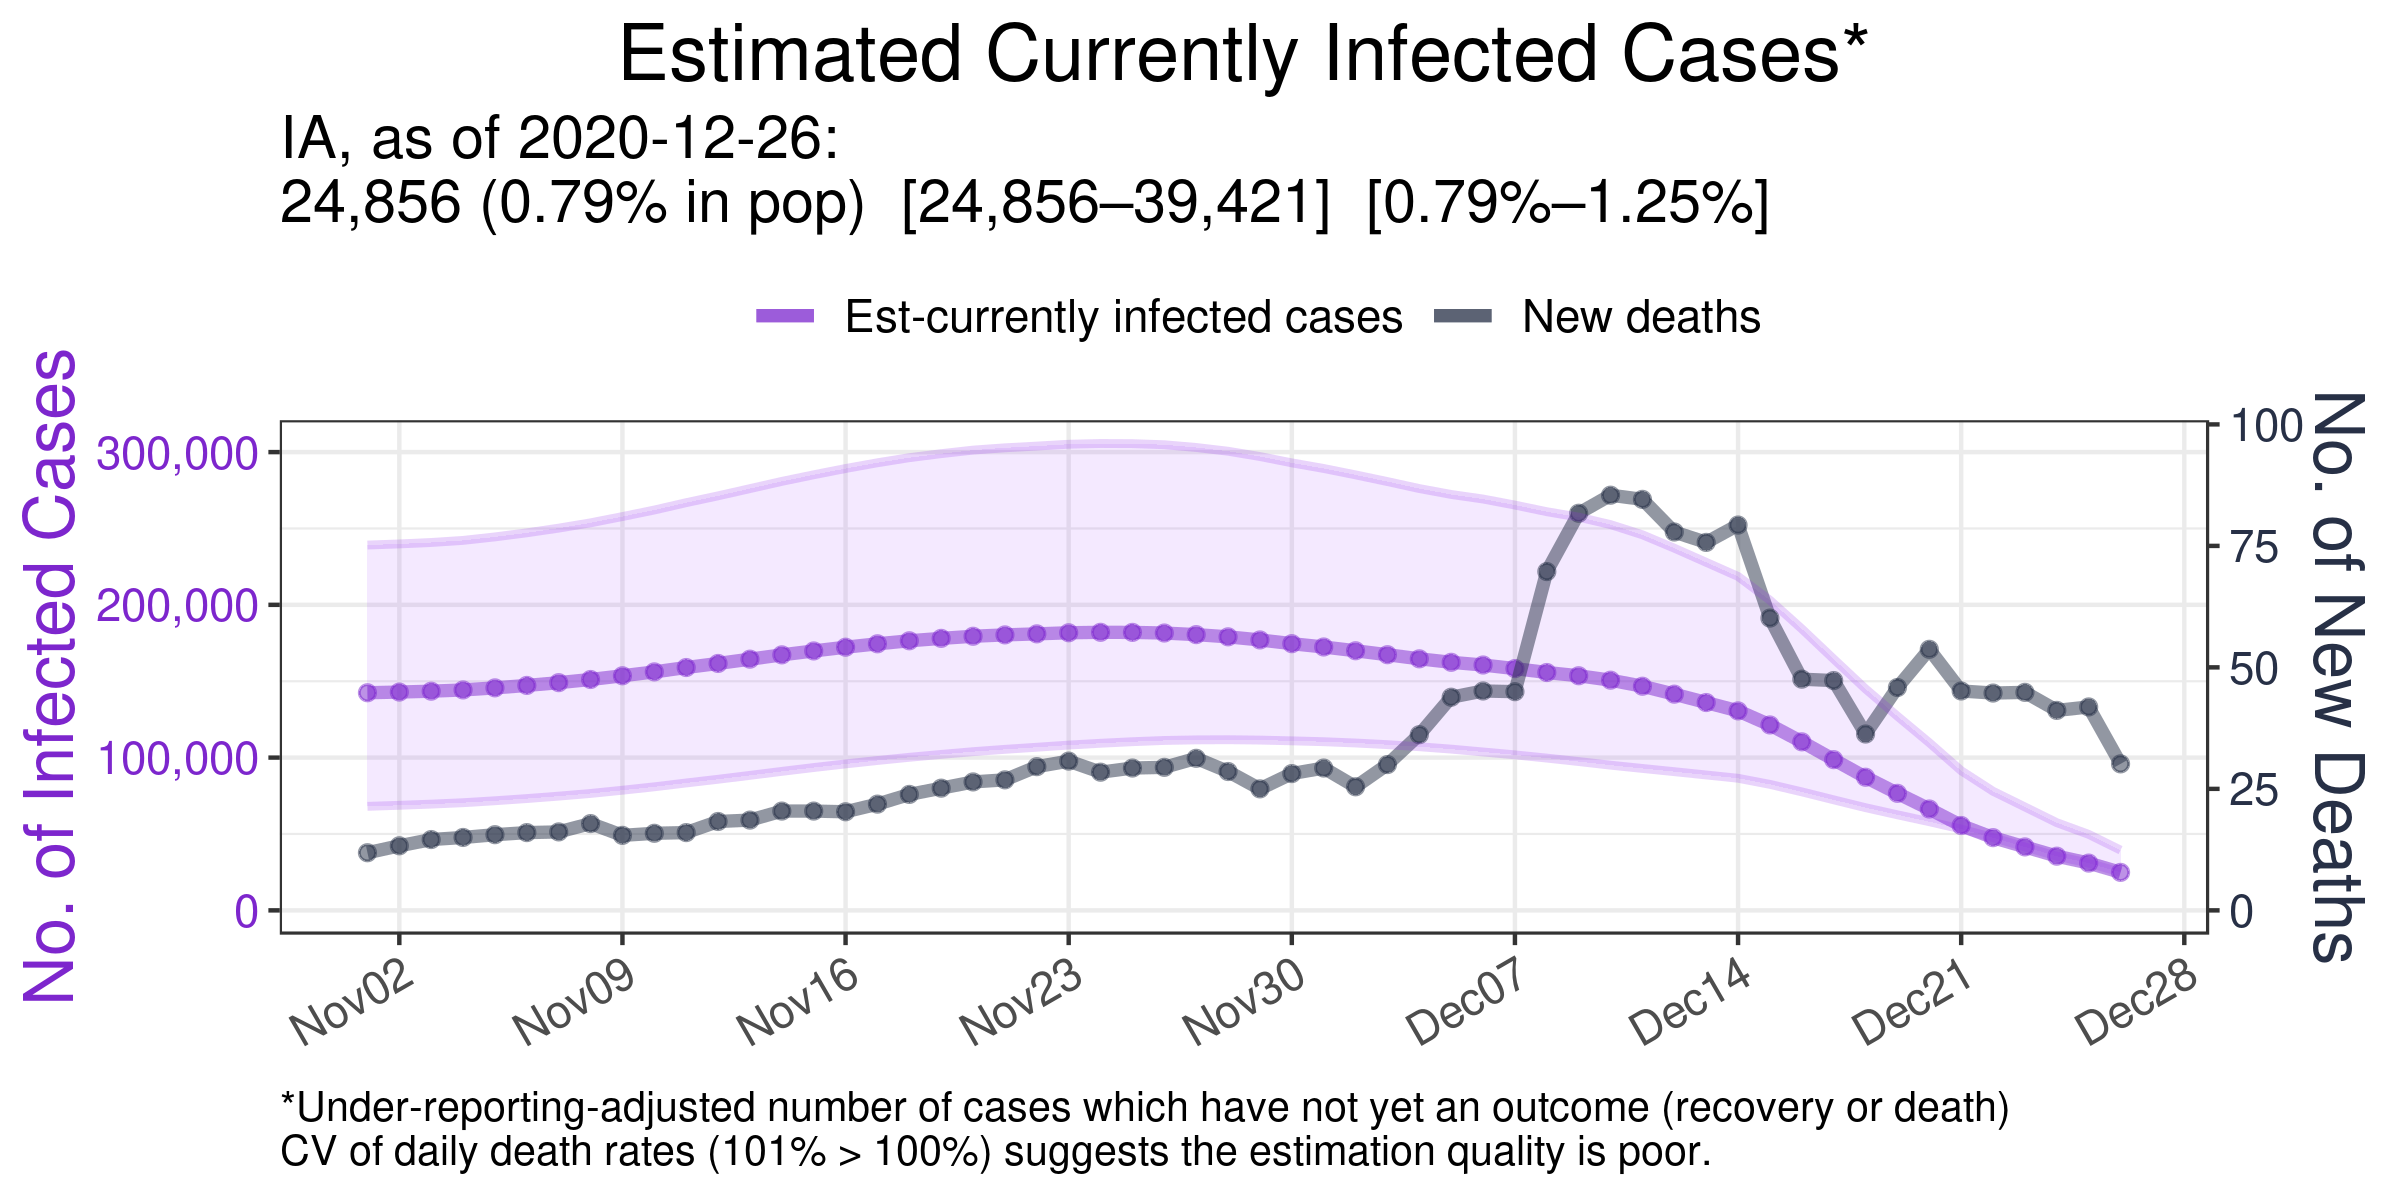 Estimated Currently Infected Cases*
IA, as of 2020-12-26:
24,856 (0.79% in pop)  [24,856–39,421]  [0.79%–1.25%]
Est-currently infected cases
New deaths
No. of Infected Cases
300,000
200,000
100,000
0
No. of New Deaths
100
75
50
25
0
Nov02
Nov09
Nov16
Nov23
Nov30
Dec07
Dec14
Dec21
Dec28
*Under-reporting-adjusted number of cases which have not yet an outcome (recovery or death)
CV of daily death rates (101% > 100%) suggests the estimation quality is poor.